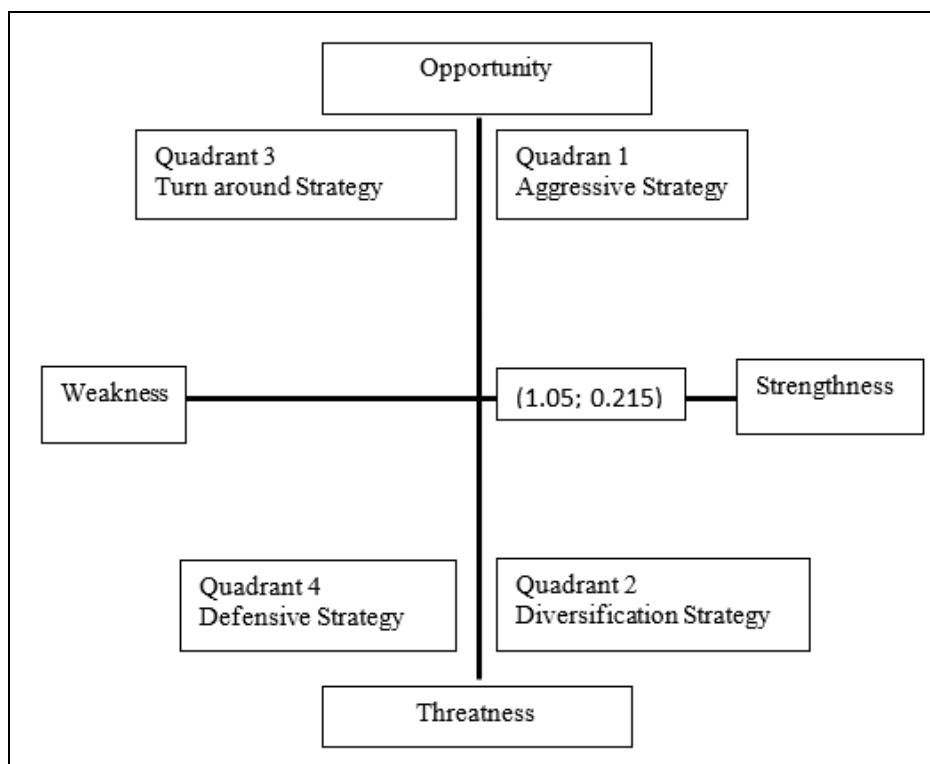 Opportunity
Quadrant 3
Turn around Strategy
Quadran 1
Aggressive Strategy
Weakness
(1.05; 0.215)
Strengthness
Quadrant 4
Defensive Strategy
Quadrant 2
Diversification Strategy
Threatness